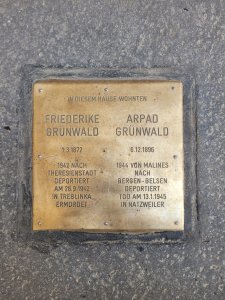 IN DIESEM HAUSE WOHNTEN
FRIEDERIKE
GRÜNWALD
1.3.1872
1942 NACH
THERESIENSTADT
DEPORTIERT
AM 26.9.1942
IN TREBLINKA
ERMORDET
ARPAD
GRÜNWALD
6.12.1896
1944 VON MALINES
NACH
BERGEN-BELSEN
DEPORTIERT
TOD AM 13.1.1945
IN NATZWEILER